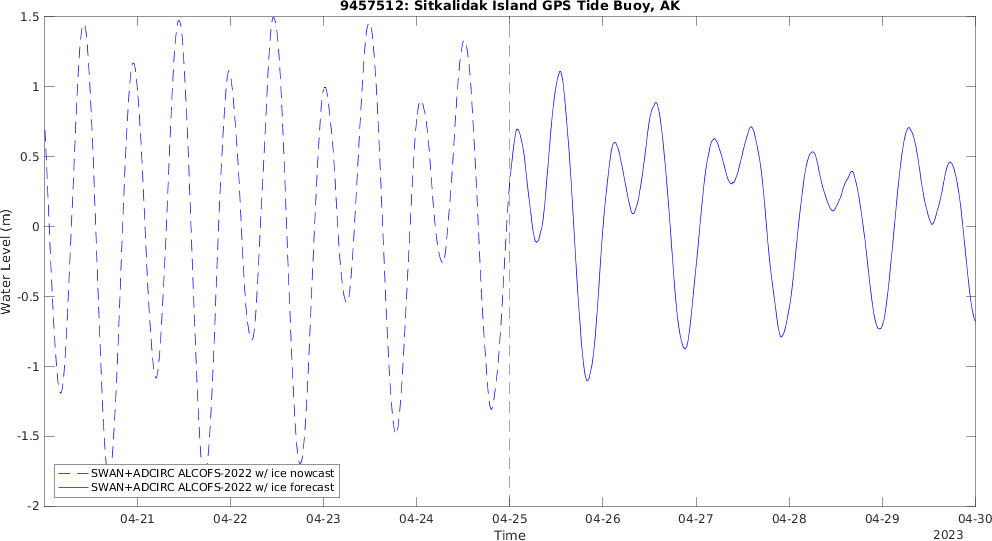 9457512: Sitkalidak Island GPS Tide Buoy, AK
1.5
1
0.5
0
-0.5
-1
-1.5
-2
Water Level (m)
SWAN+ADCIRC ALCOFS-2022 w/ ice nowcast
SWAN+ADCIRC ALCOFS-2022 w/ ice forecast
04-21 04-22 04-23 04-24 04-25 04-26 04-27 04-28 04-29 04-30
Time
2023